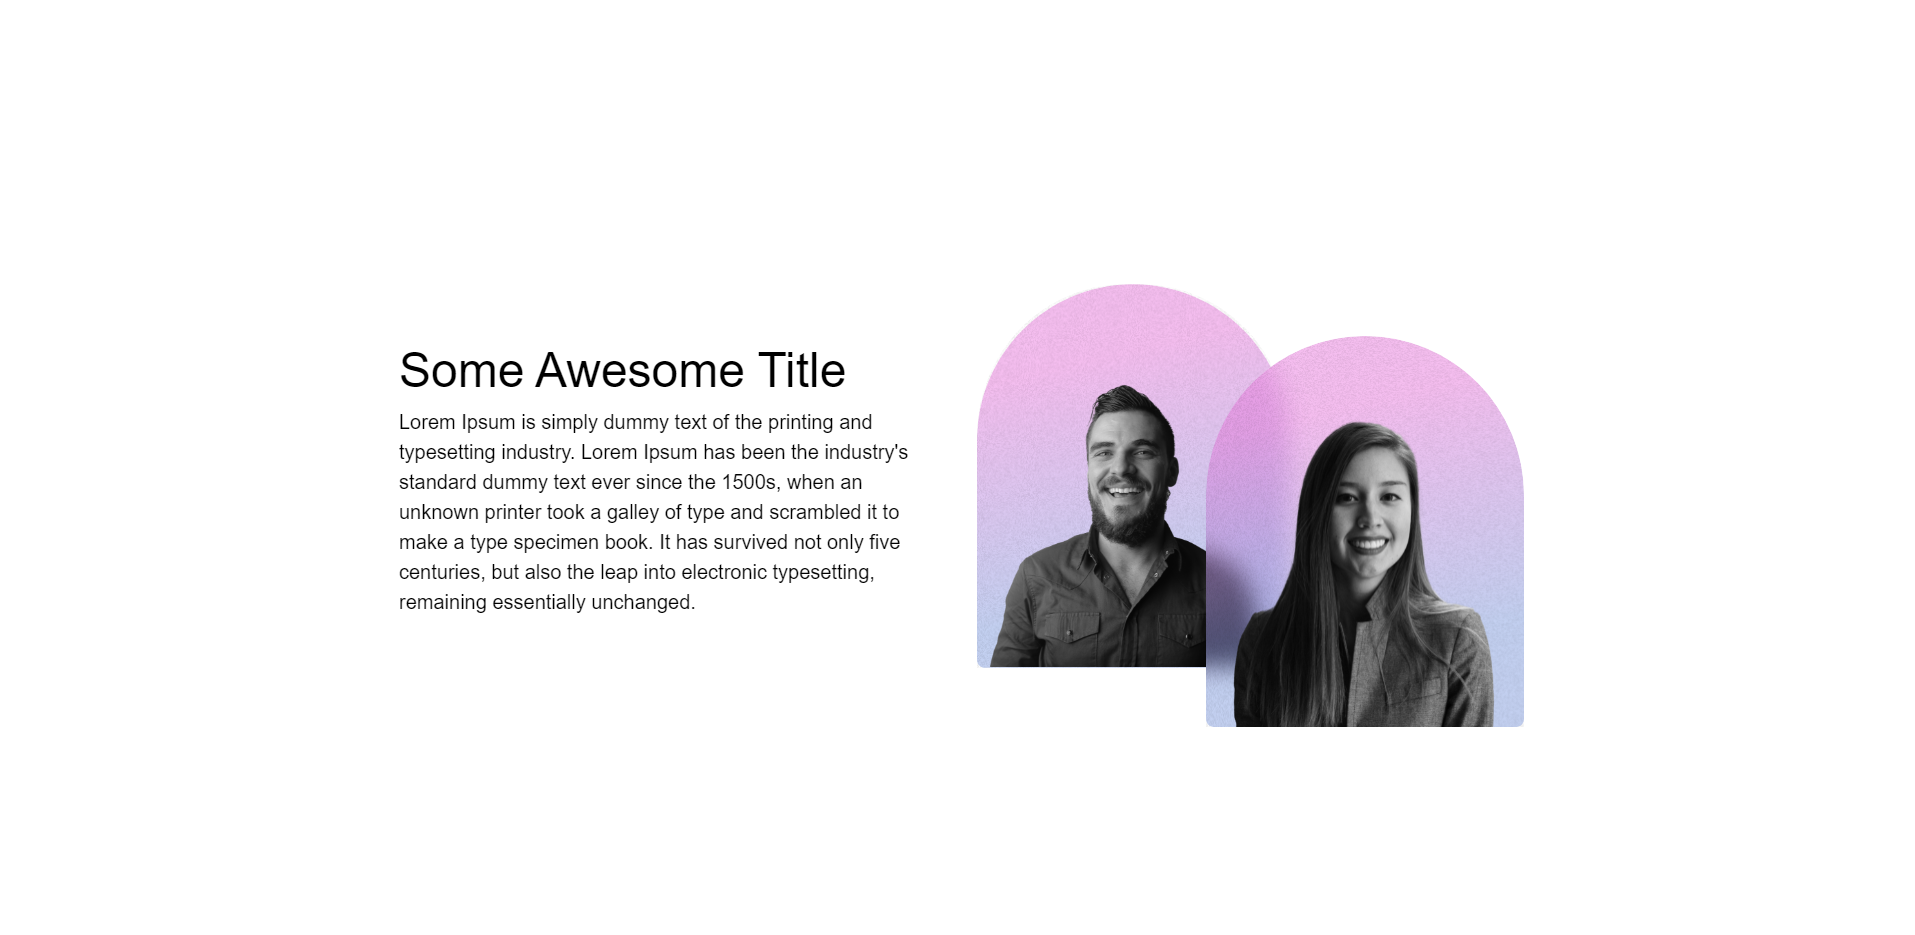 Some Awesome Title
Lorem Ipsum is simply dummy text of the printing and
typesetting industry. Lorem Ipsum has been the industry's
standard dummy text ever since the 1500s, when an
unknown printer took a galley of type and scrambled it to
make a type specimen book. It has survived not only five
centuries, but also the leap into electronic typesetting,
remaining essentially unchanged.